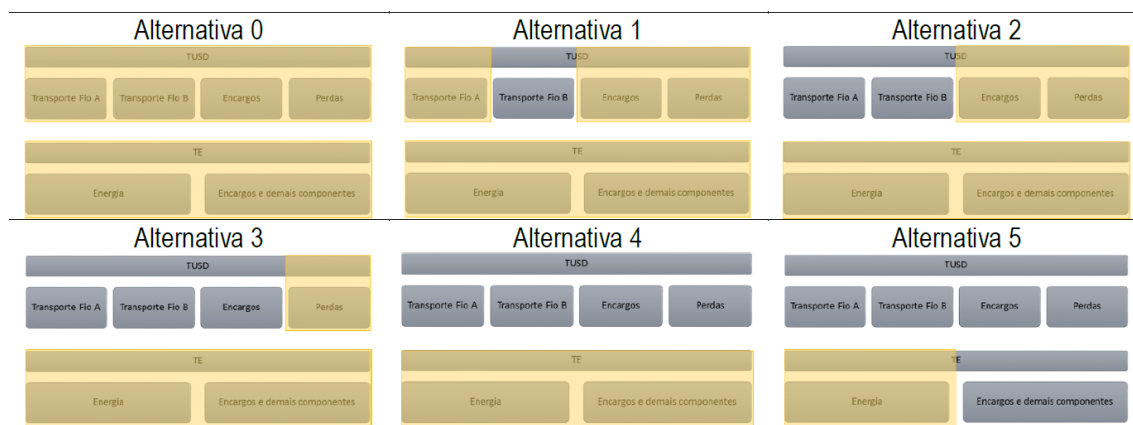 Alternativa 0
TUSD
Transporte Fio A Transporte Fio B Encargos Perdas
TE
Energia Encargos e demais componentes
Alternativa 1
TUSD
Transporte Fio A Transporte Fio B Encargos Perdas
TE
Energia Encargos e demais componentes
Alternativa 2
TUSD
Transporte Fio A Transporte Fio B Encargos Perdas
TE
Energia Encargos e demais componentes
Alternativa 3
TUSD
Transporte Fio A Transporte Fio B Encargos Perdas
TE
Energia Encargos e demais componentes
Alternativa 4
TUSD
Transporte Fio A Transporte Fio B Encargos Perdas
TE
Energia Encargos e demais componentes
Alternativa 5
TUSD
Transporte Fio A Transporte Fio B Encargos Perdas
TE
Energia Encargos e demais componentes